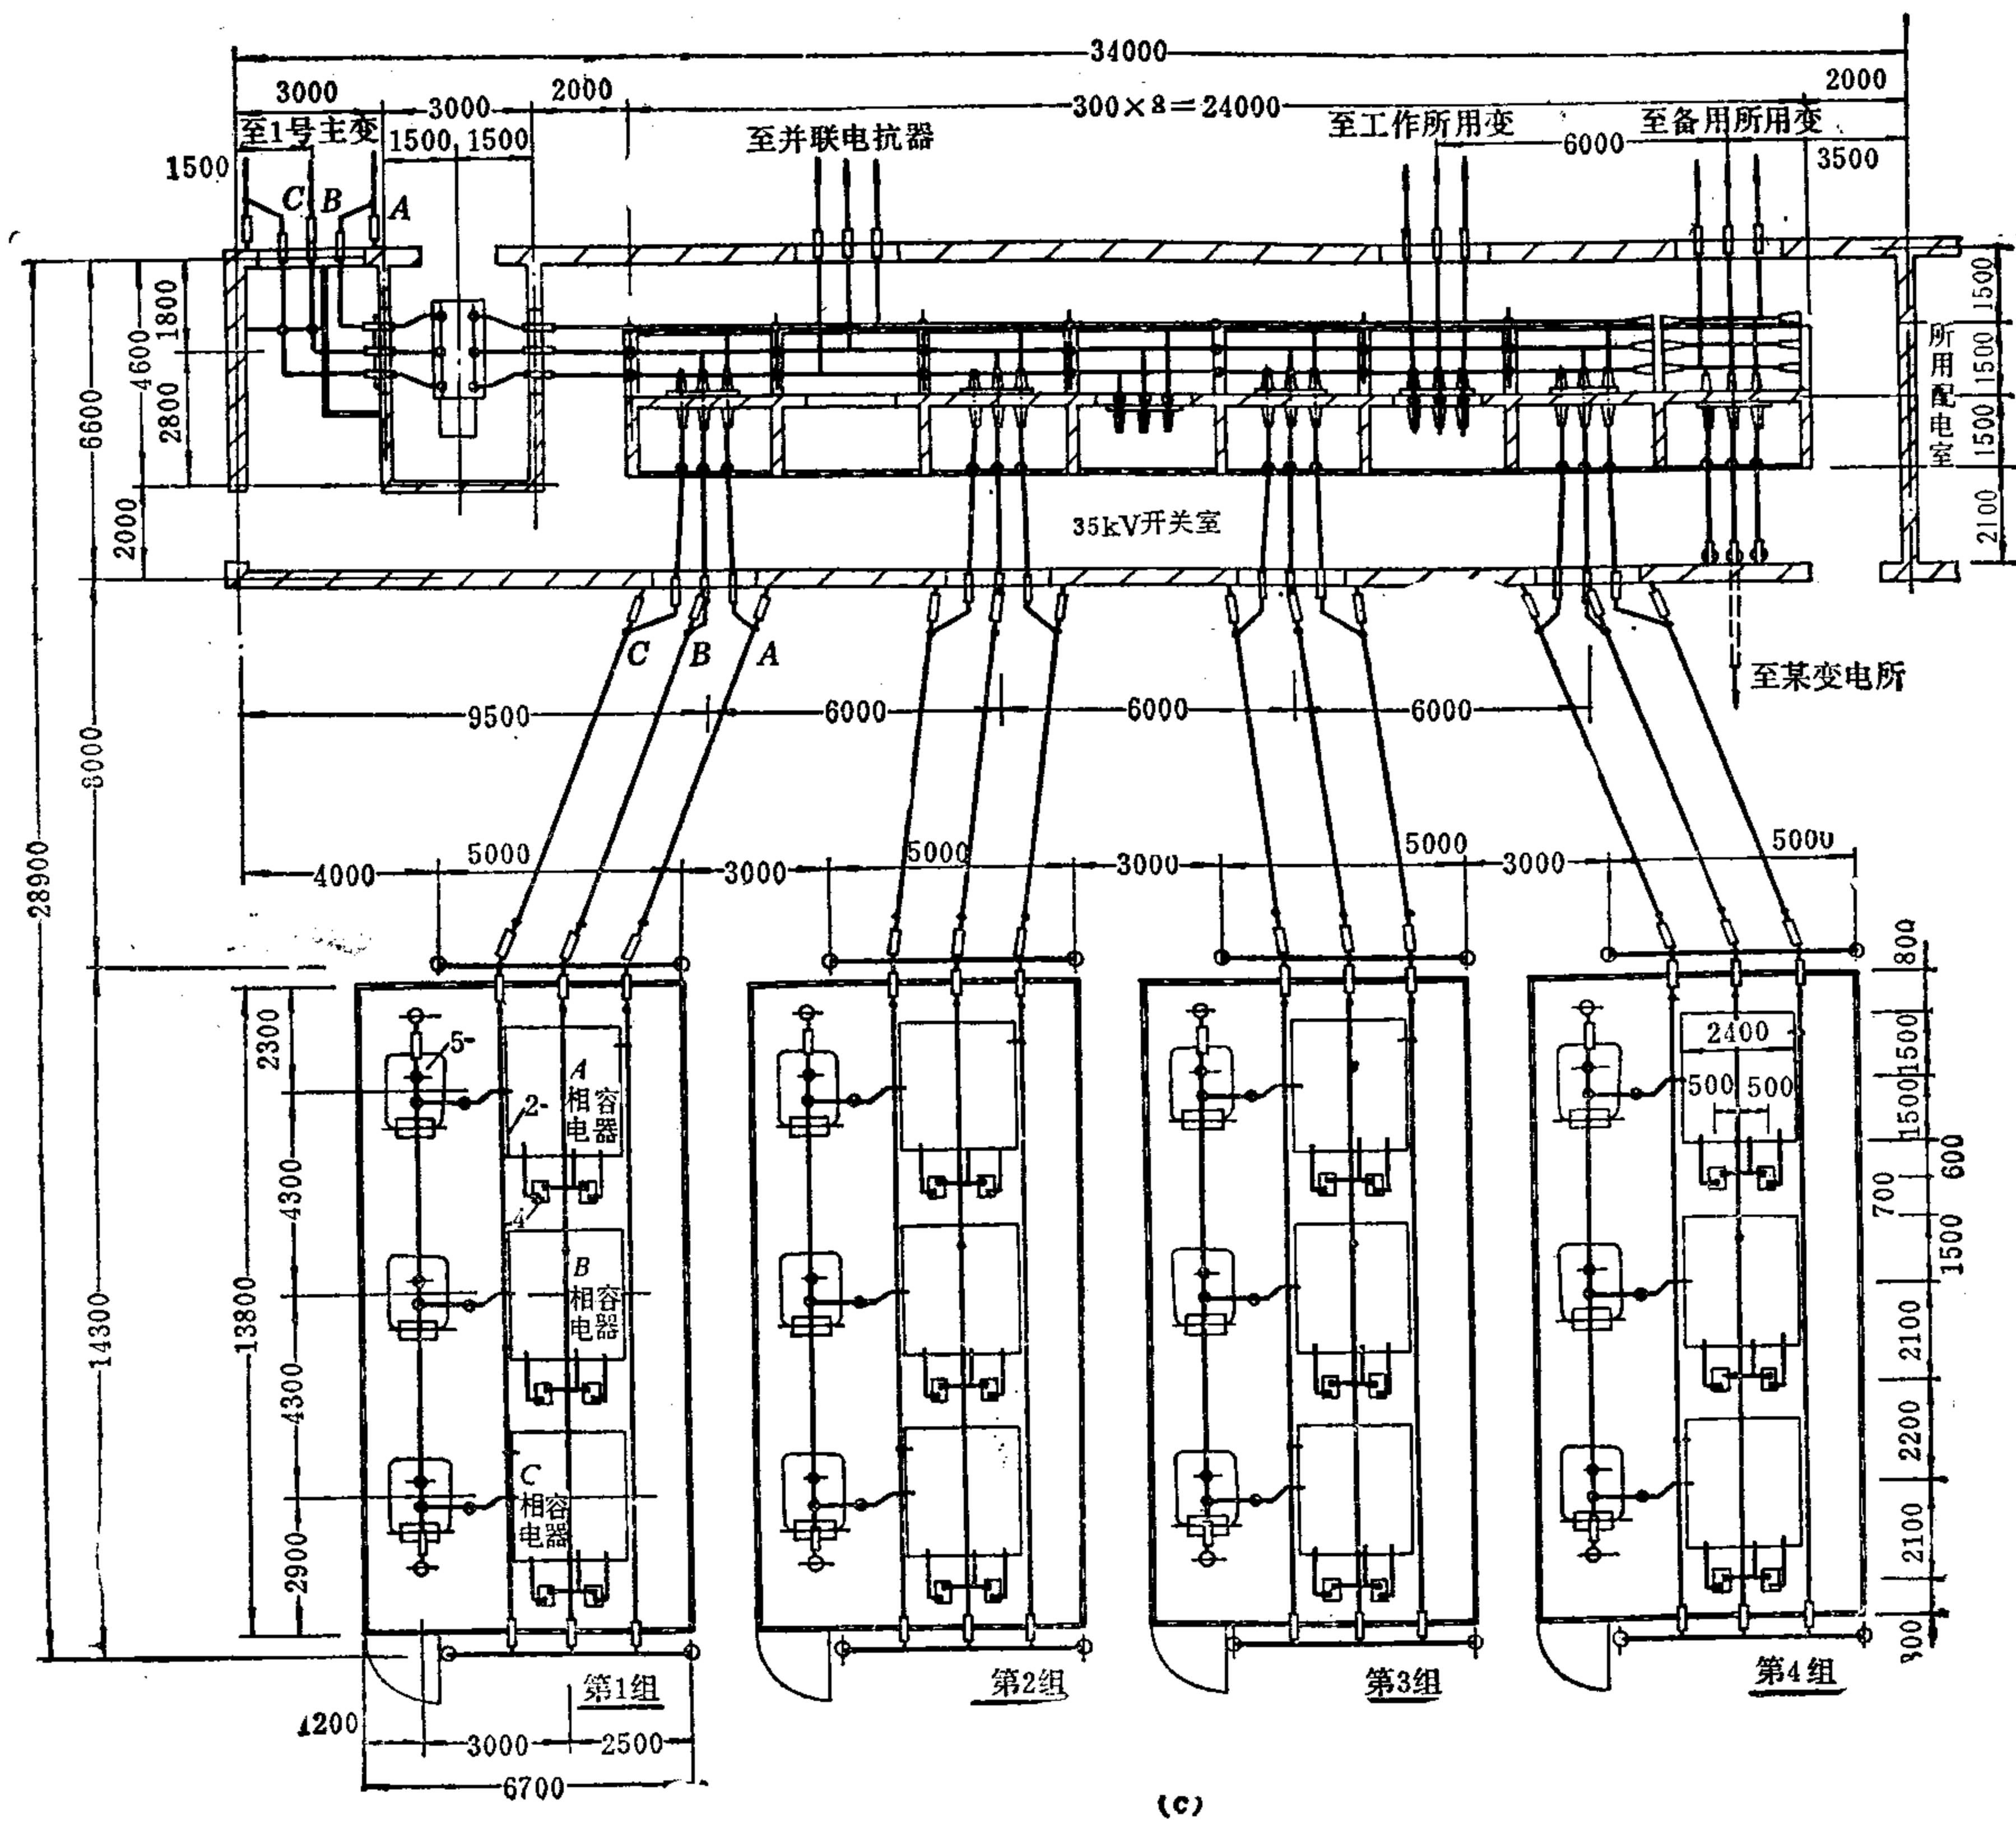 34000
3000
3000
2000
300×8=24000
2000
至1号主变
1500 1500
至并联电抗器
至工作所用变
至备用所用变
6000
3500
1500
C
B
A
1800
4600
6600
2800
2000
1500
1500
1500
2100
所用配电室
35kV开关室
C
B
A
至某变电所
9500
6000
6000
6000
8000
28900
4000
5000
3000
5000
3000
5000
3000
5000
800
2300
5
2
4
A
相容
电器
2400
500
500
1500
1500
600
700
1500
4300
B
相容
电器
13800
14300
4300
2100
2200
C
相容
电器
2900
2100
800
第1组
第2组
第3组
第4组
1200
3000
2500
6700
(c)